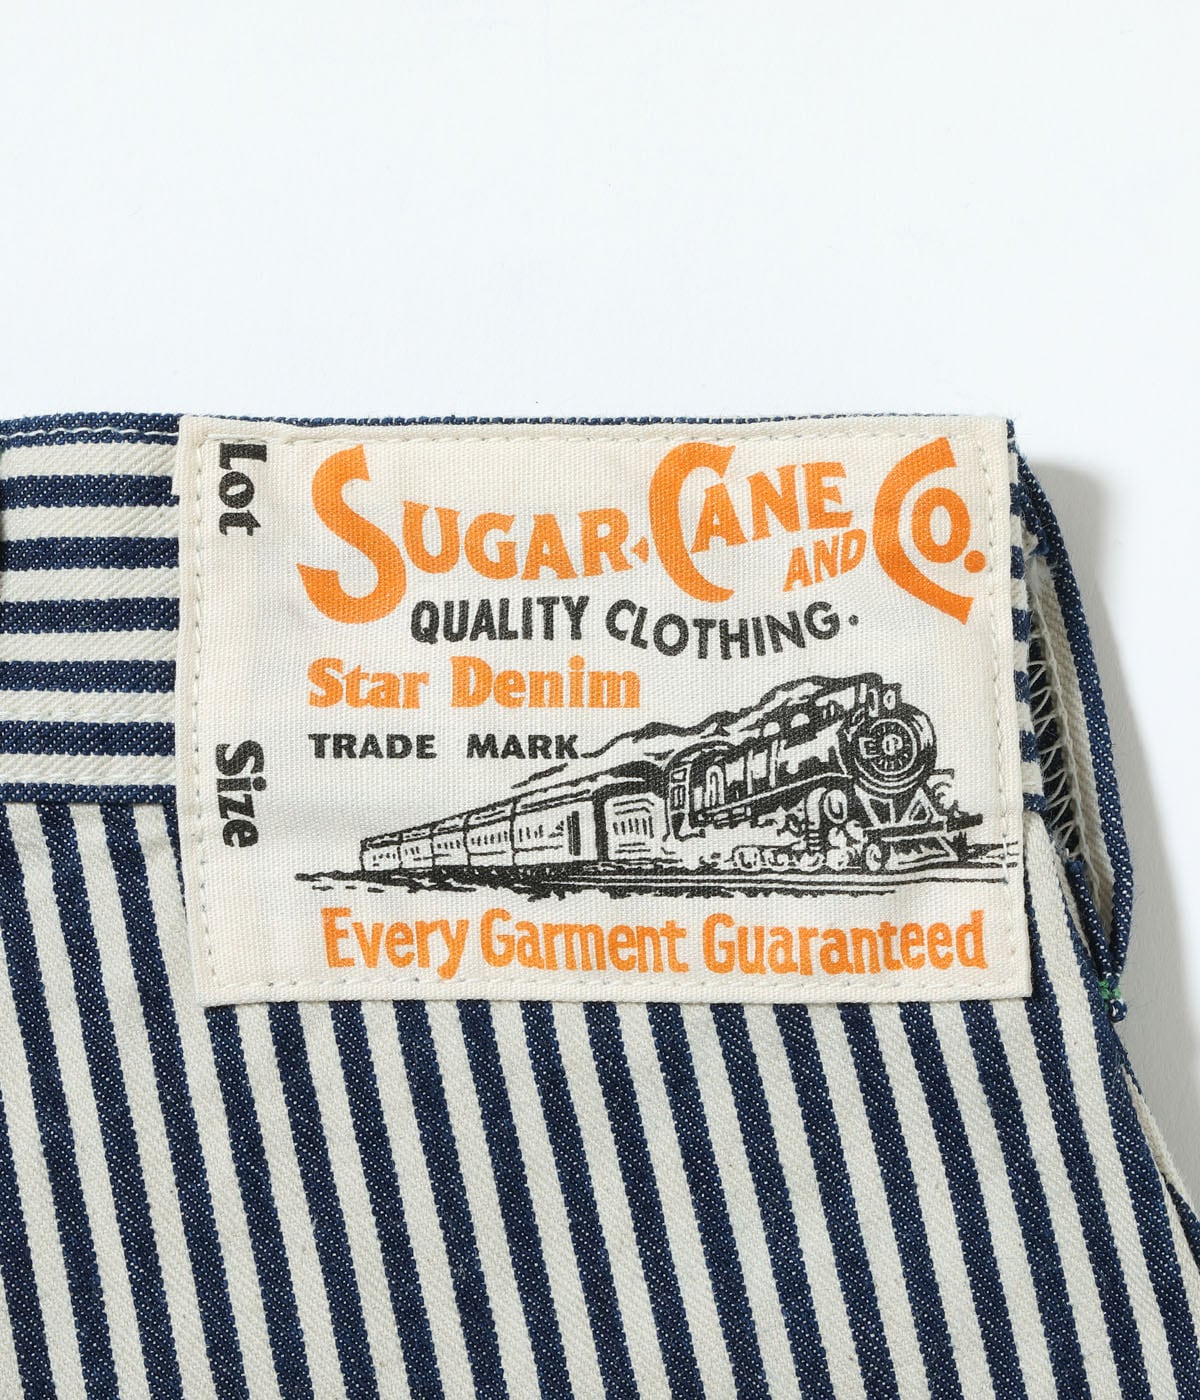 Lot
Size
SUGAR CANE AND CO.
QUALITY CLOTHING.
Star Denim
TRADE MARK
Every Garment Guaranteed